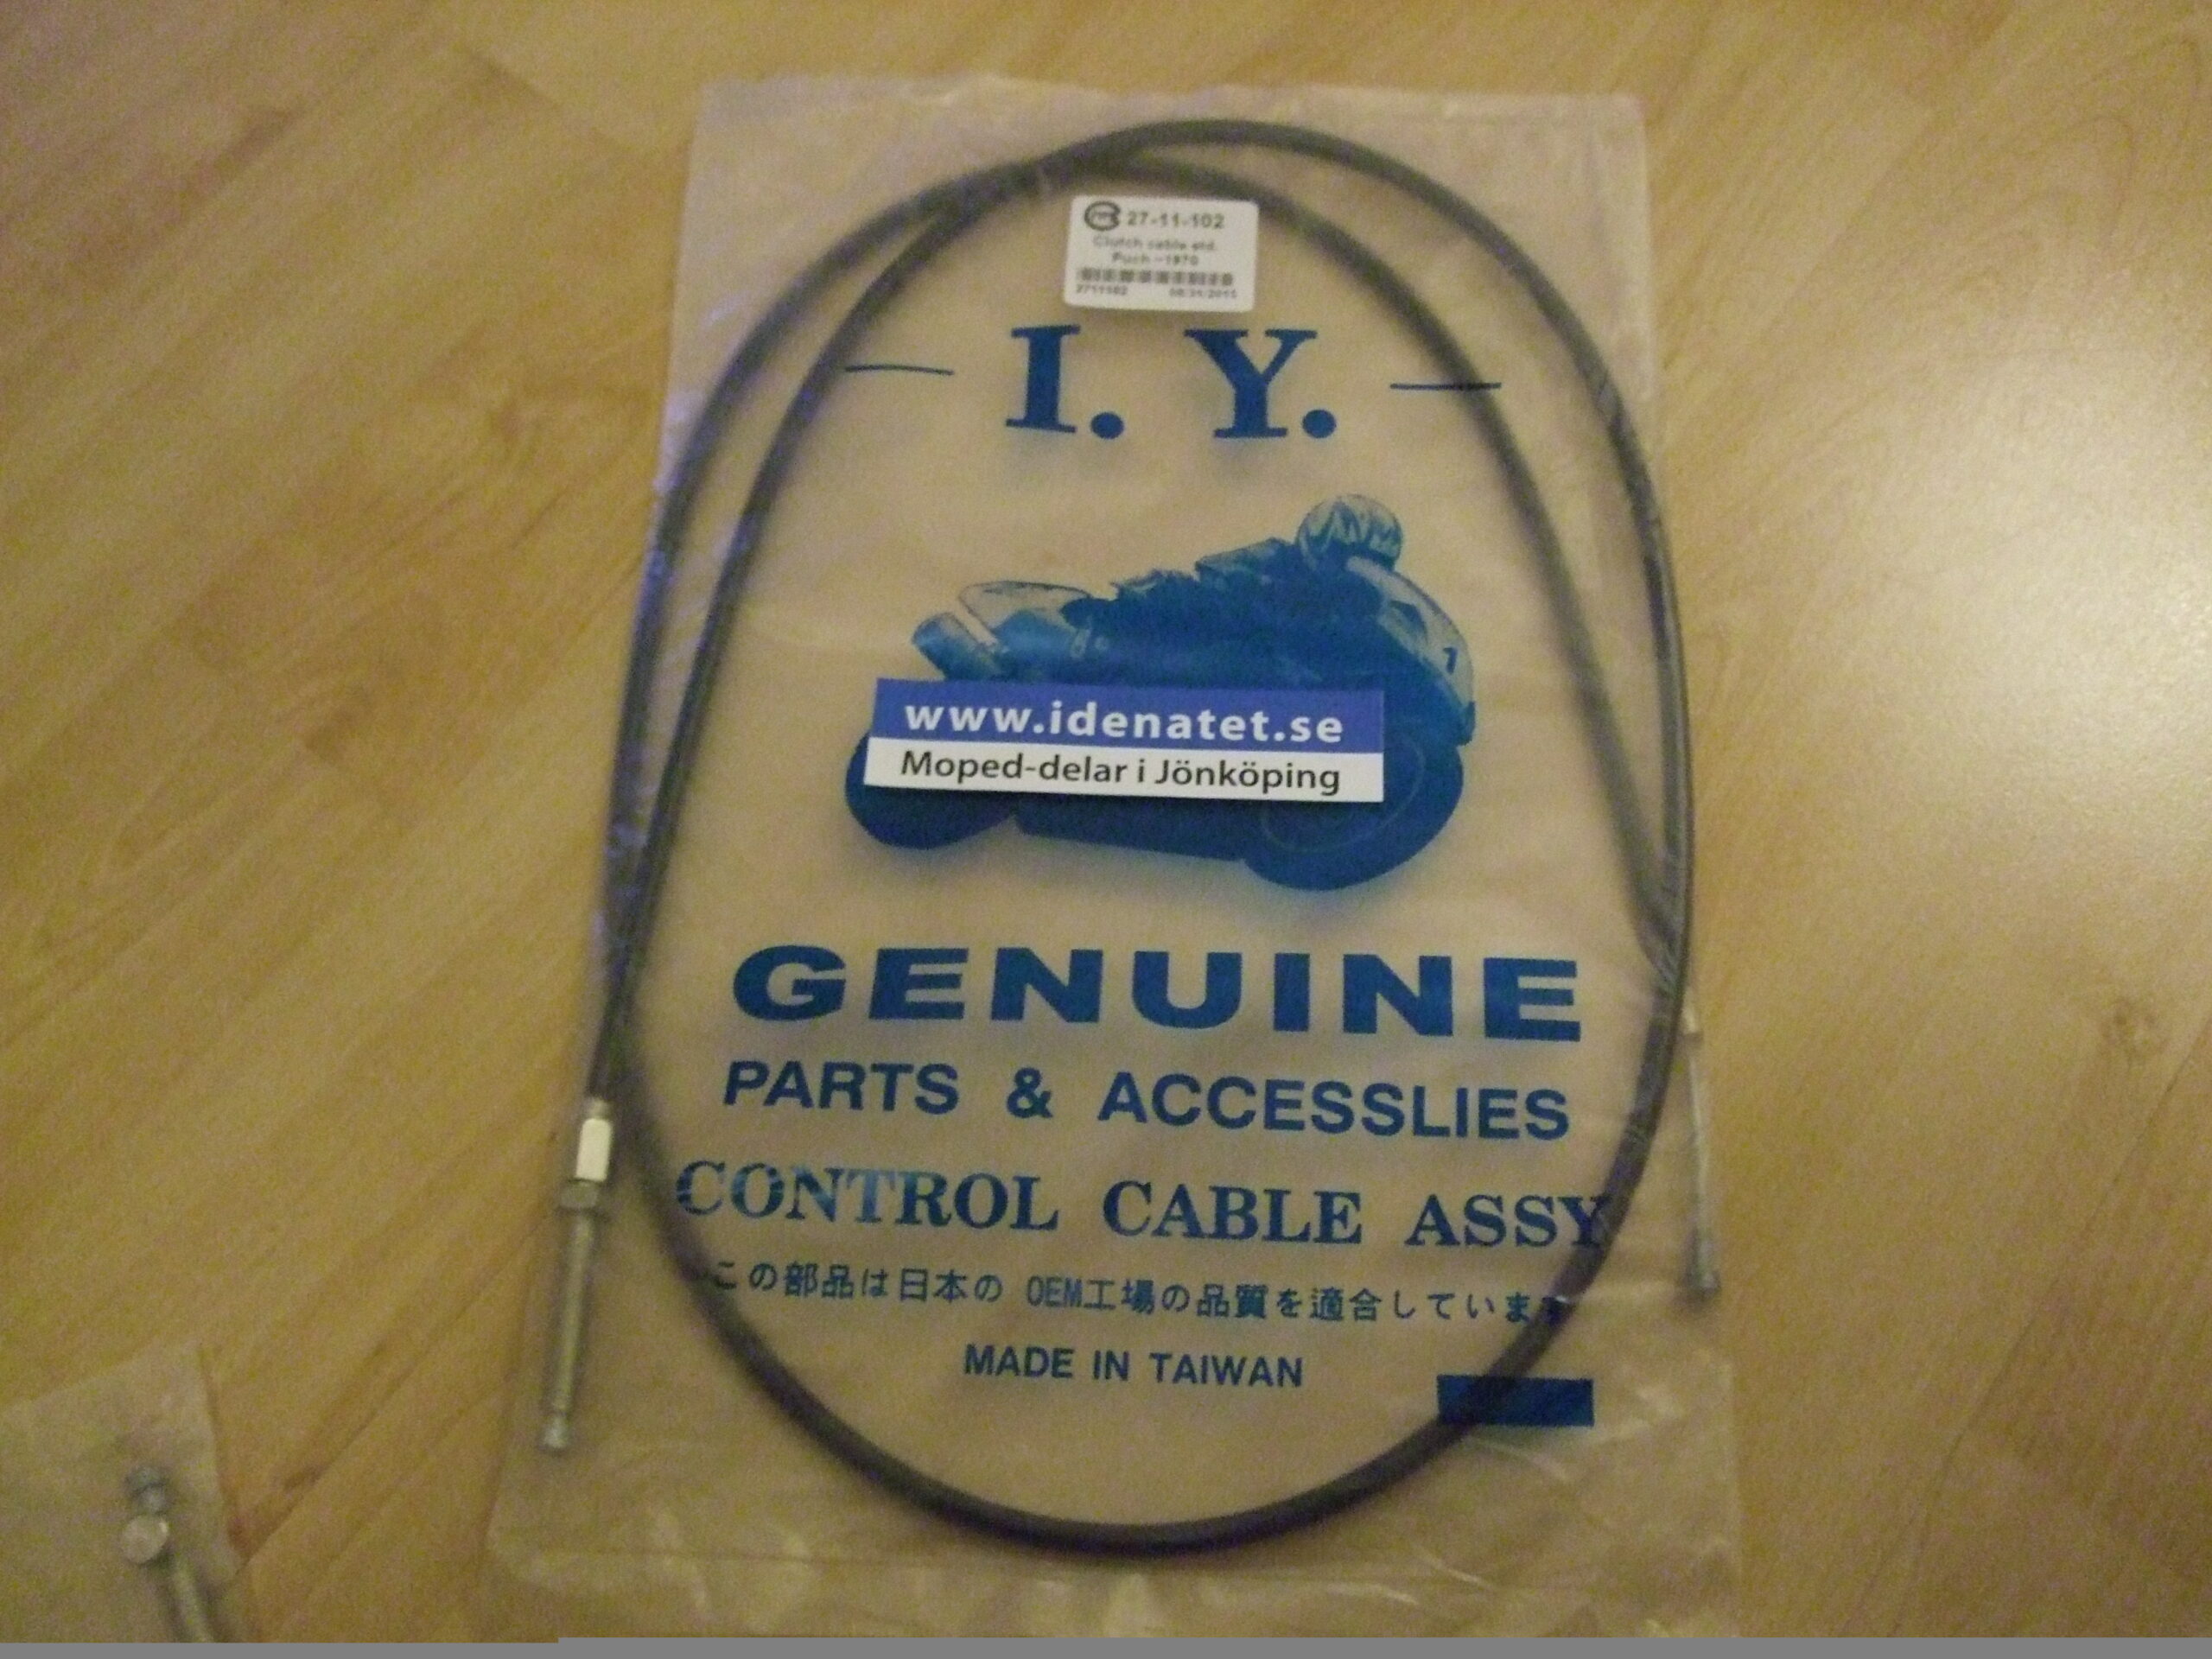 27-11-102
Clutch cable std.
Puch -1970
2711102
I. Y.
1
www.idenatet.se
Moped-delar i Jönköping
GENUINE
PARTS & ACCESSLIES
CONTROL CABLE ASSY
この部品は日本の OEM工場の品質を適合しています
MADE IN TAIWAN